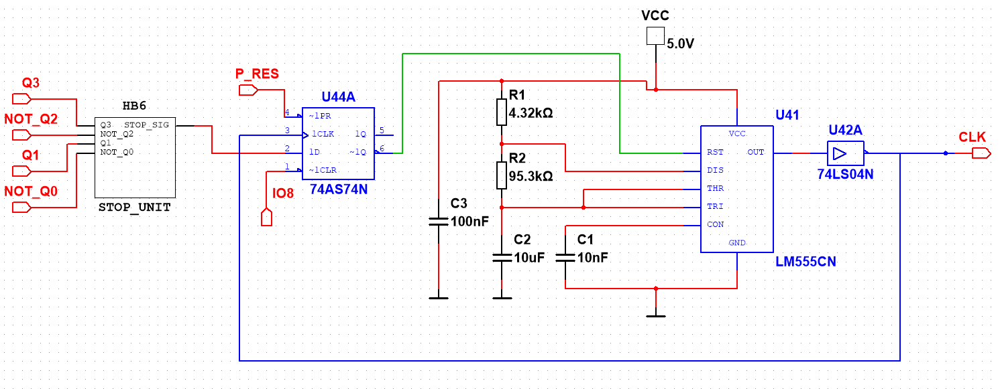 VCC
5.0V
P_RES
Q3
U44A
R1
4.32kΩ
HB6
U41
NOT_Q2
4
~1PR
Q3 STOP_SIG
NOT_Q2
Q1
NOT_Q0
3
1CLK
1Q
5
VCC
U42A
CLK
Q1
2
1D
~1Q
6
R2
95.3kΩ
RST
OUT
1
~1CLR
DIS
74LS04N
NOT_Q0
74AS74N
IO8
THR
STOP_UNIT
C3
100nF
TRI
CON
C2
10uF
C1
10nF
GND
LM555CN